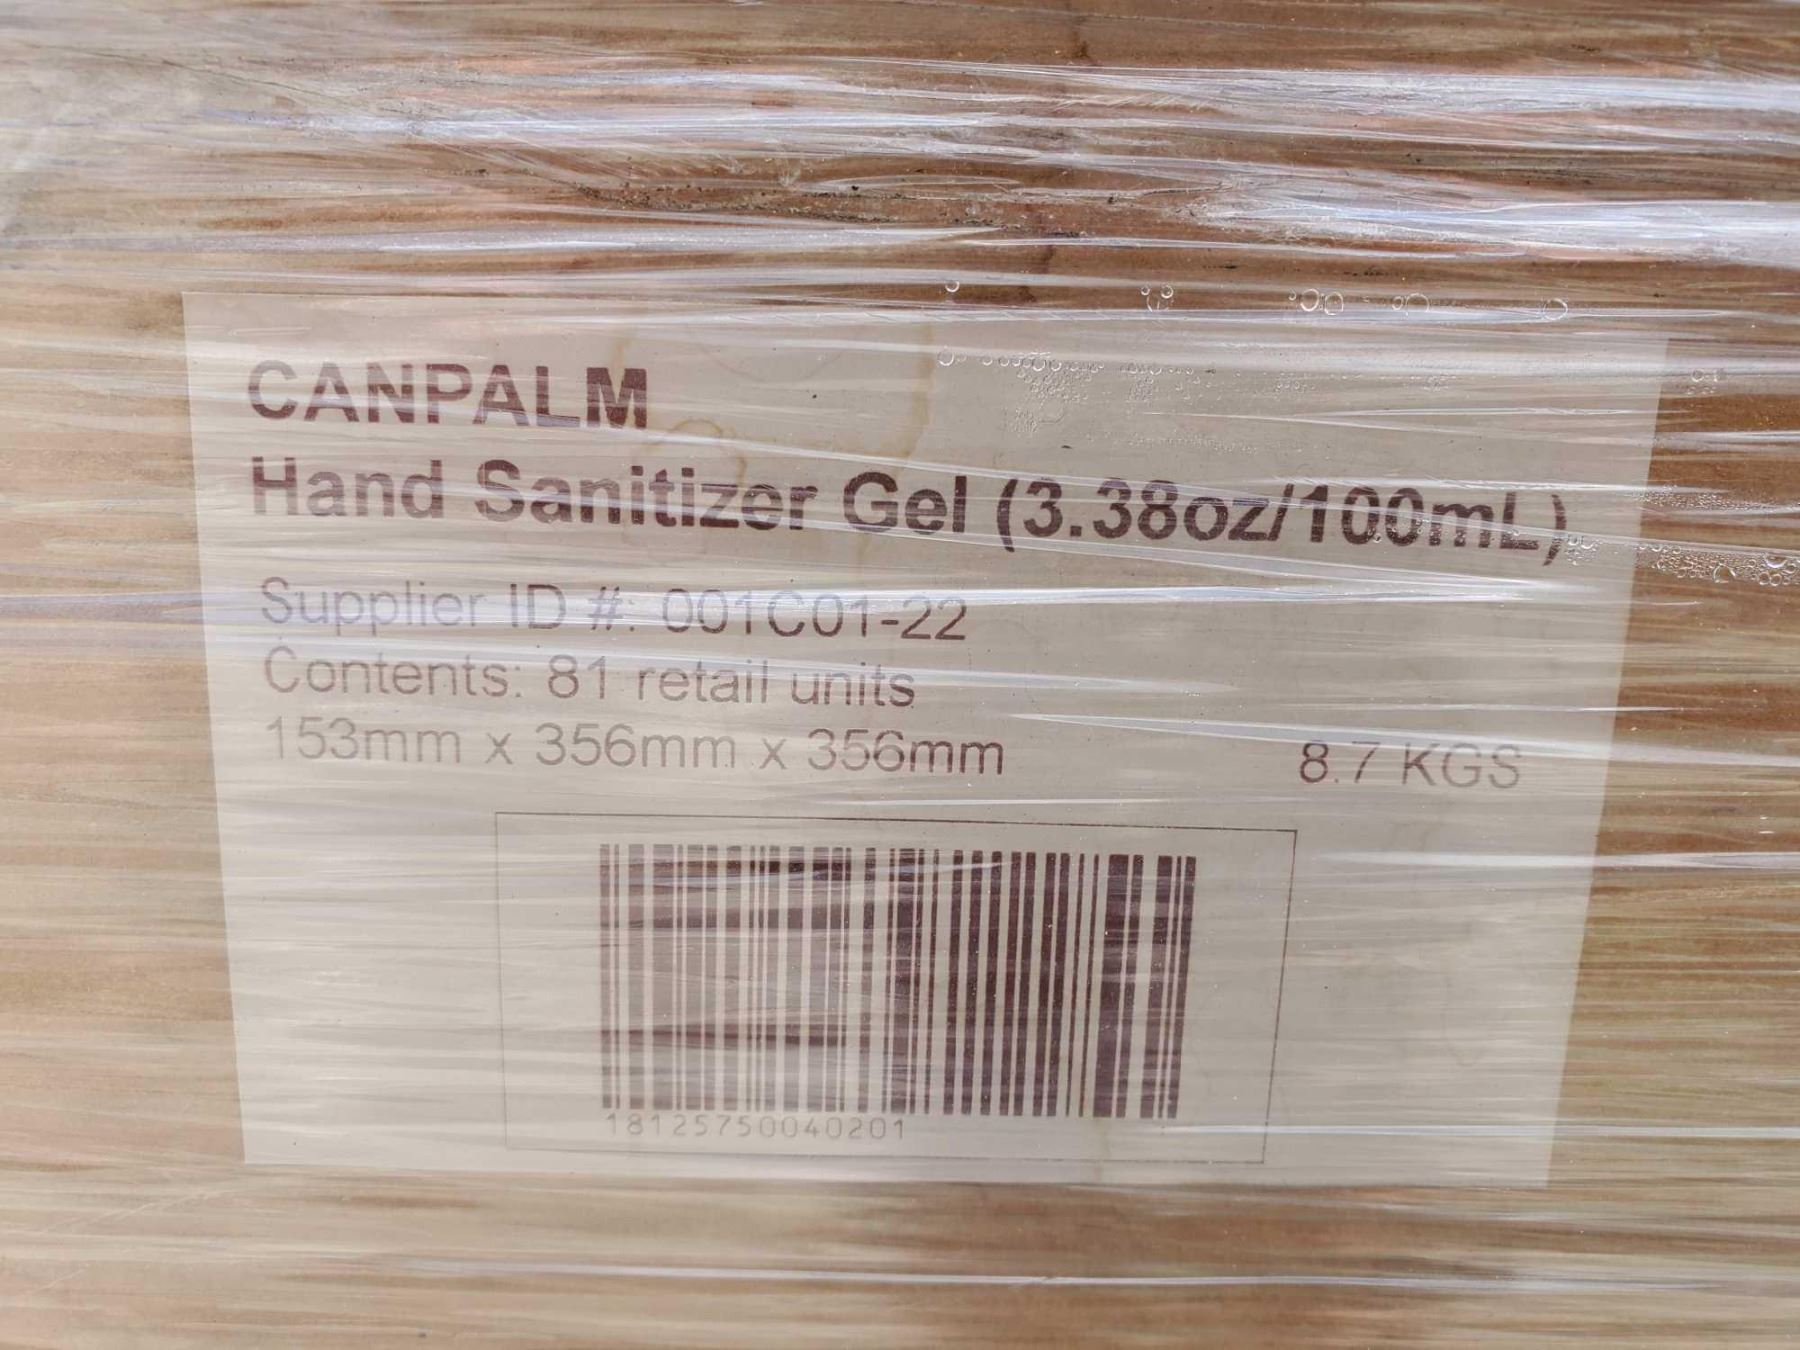 CANPALM
Hand Sanitizer Gel (3.38oz/100mL)
Supplier ID #: 001C01-22
Contents: 81 retail units
153mm x 356mm x 356mm 8.7 KGS
18125750040201